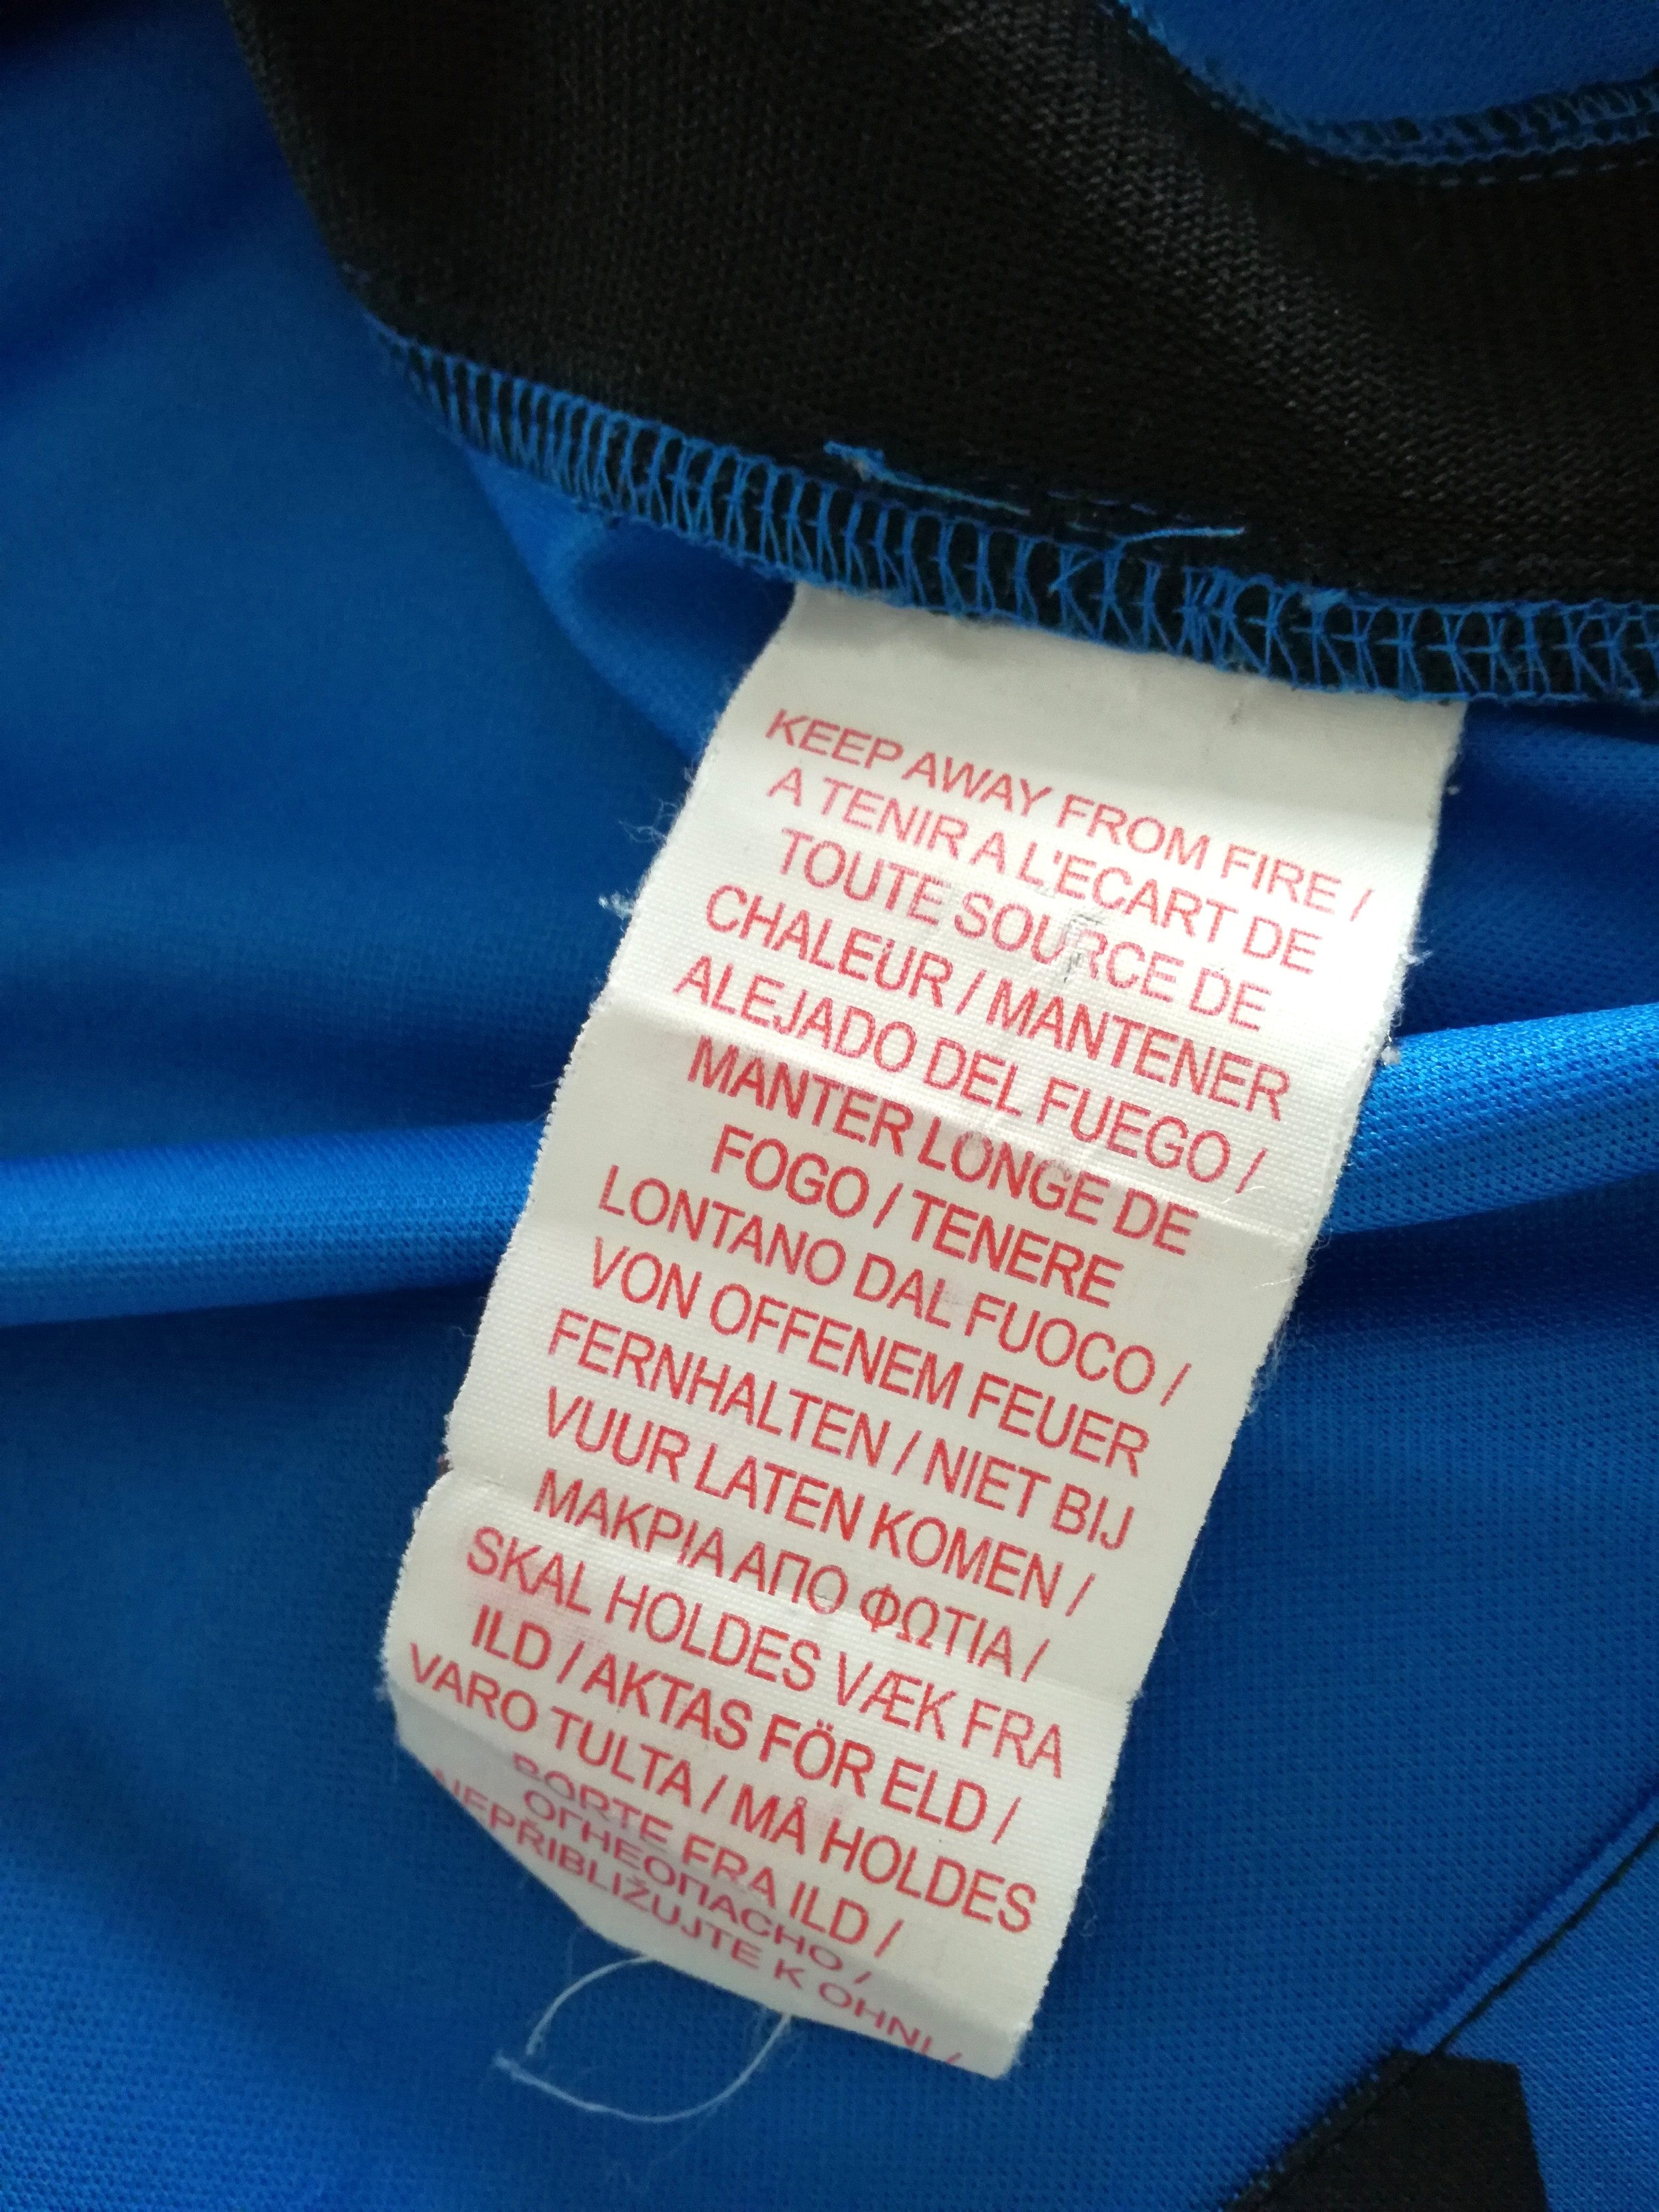 KEEP AWAY FROM FIRE /
A TENIR A L'ECART DE
TOUTE SOURCE DE
CHALEUR / MANTENER
ALEJADO DEL FUEGO /
MANTER LONGE DE
FOGO / TENERE
LONTANO DAL FUOCO /
VON OFFENEM FEUER
FERNHALTEN / NIET BIJ
VUUR LATEN KOMEN /
ΜΑΚΡΙΑ ΑΠΟ ΦΩΤΙΑ /
SKAL HOLDES VÆK FRA
ILD / AKTAS FÖR ELD /
VARO TULTA / MÅ HOLDES
BORTE FRA ILD /
ОГНЕОПАСНО /
NEPŘIBLIŽUJTE K OHNI /